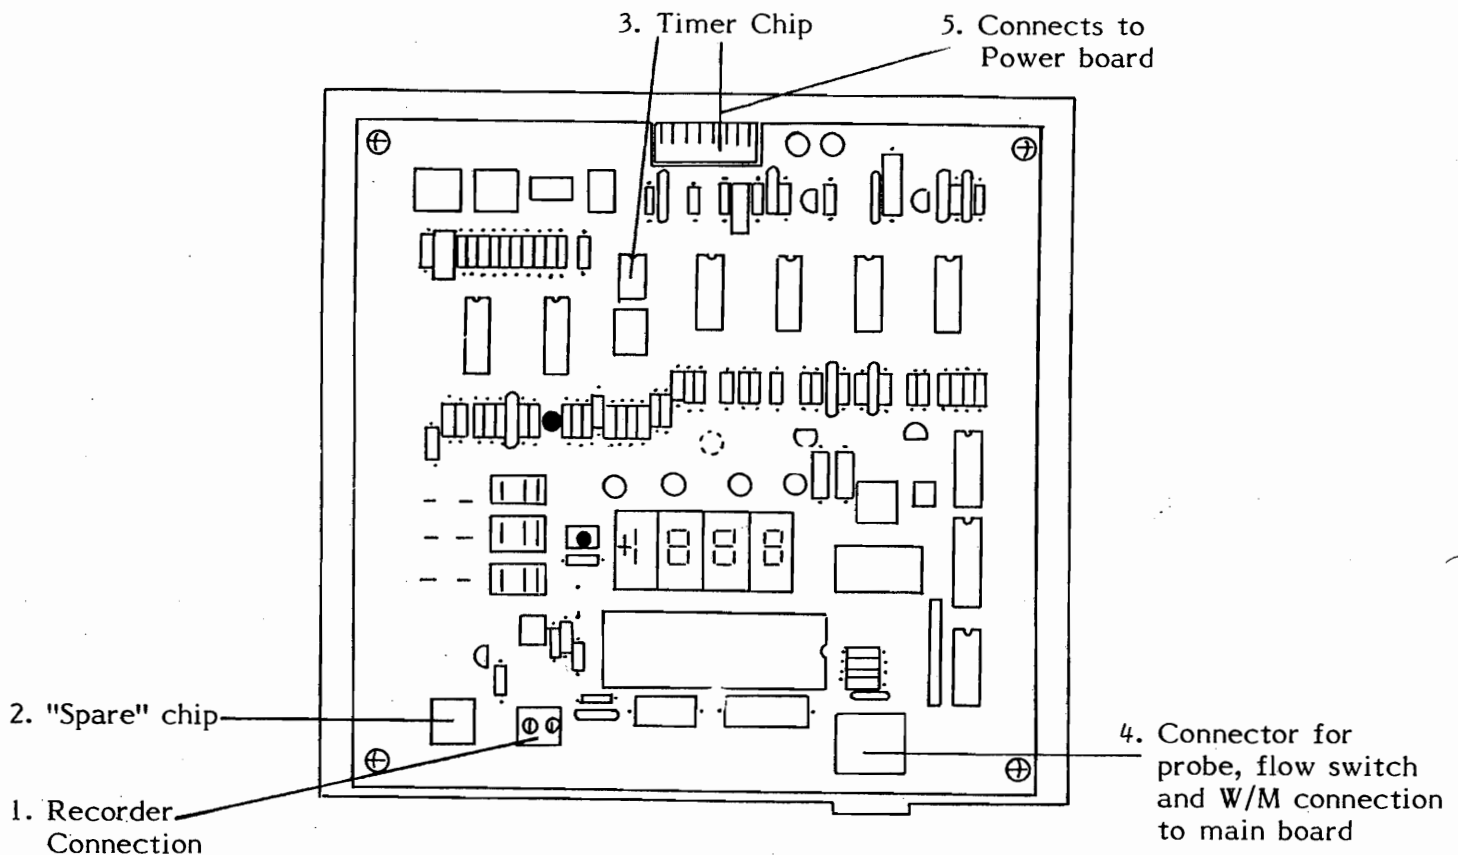 3. Timer Chip
5. Connects to
Power board
2. "Spare" chip
1. Recorder
Connection
4. Connector for
probe, flow switch
and W/M connection
to main board